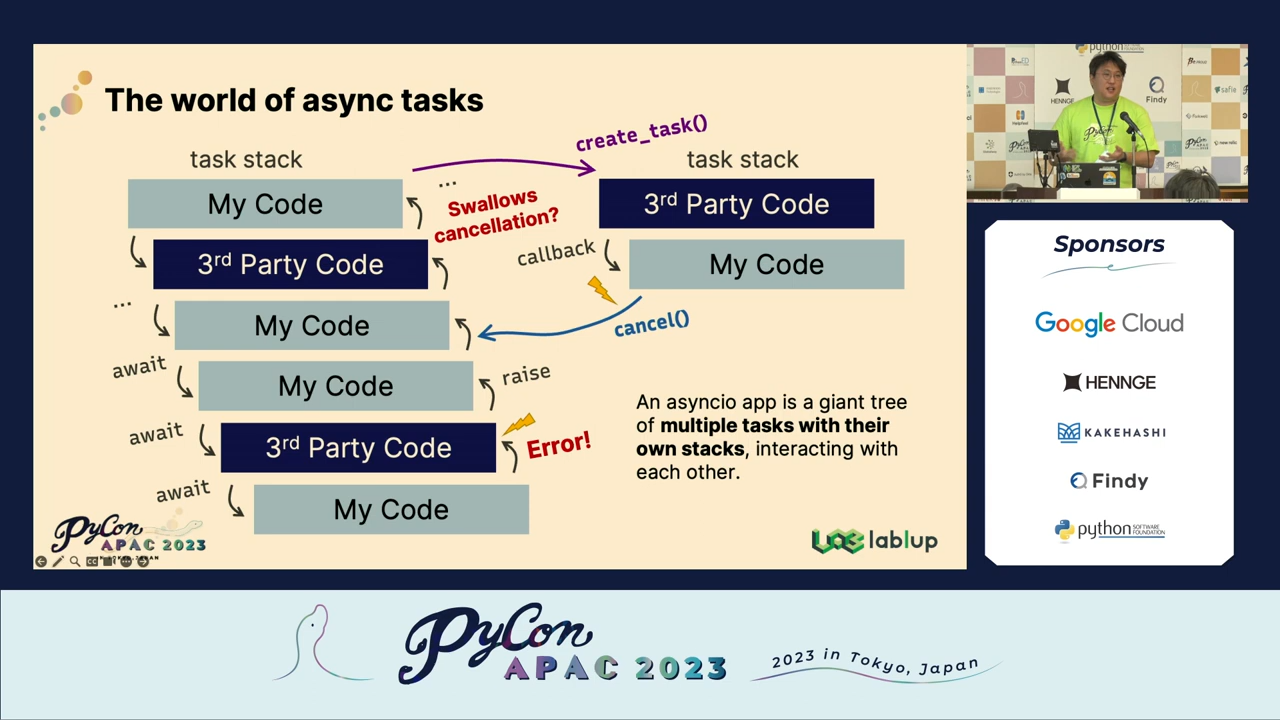 The world of async tasks
task stack
create_task()
task stack
My Code
...
Swallows
cancellation?
3rd Party Code
3rd Party Code
callback
My Code
...
My Code
cancel()
await
My Code
raise
await
3rd Party Code
Error!
await
My Code
An asyncio app is a giant tree
of multiple tasks with their
own stacks, interacting with
each other.
PyCon
APAC 2023
lablup
python
HENNGE
Findy
Sponsors
Google Cloud
HENNGE
KAKEHASHI
Findy
python SOFTWARE
FOUNDATION
PyCon
APAC 2023
2023 in Tokyo, Japan